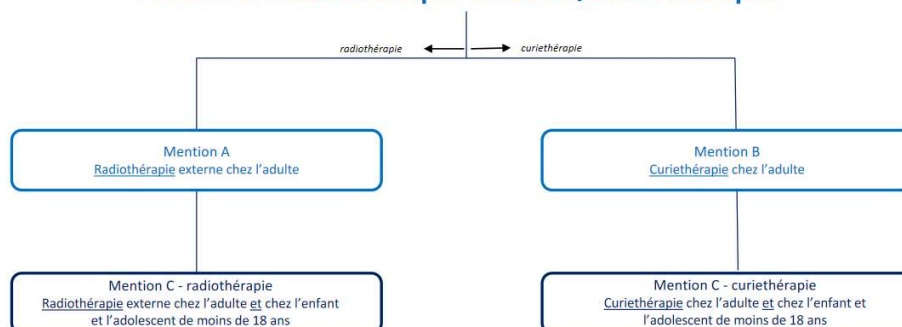 radiothérapie
curiethérapie
Mention A
Radiothérapie externe chez l'adulte
Mention B
Curiethérapie chez l'adulte
Mention C - radiothérapie
Radiothérapie externe chez l'adulte et chez l'enfant
et l'adolescent de moins de 18 ans
Mention C - curiethérapie
Curiethérapie chez l'adulte et chez l'enfant et
l'adolescent de moins de 18 ans